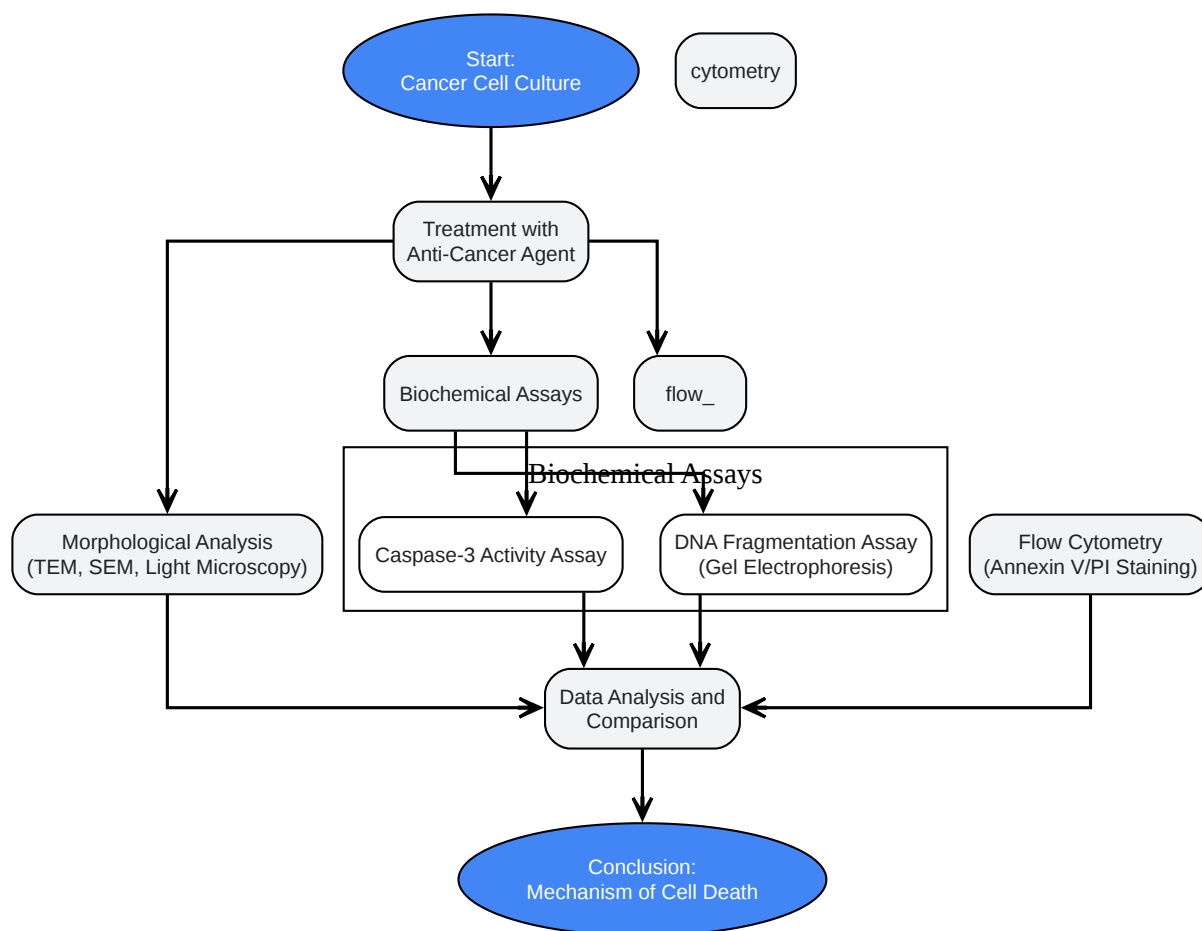 Start:
Cancer Cell Culture
cytometry
Treatment with
Anti-Cancer Agent
Biochemical Assays
flow_
Biochemical Assays
Morphological Analysis
(TEM, SEM, Light Microscopy)
Caspase-3 Activity Assay
DNA Fragmentation Assay
(Gel Electrophoresis)
Flow Cytometry
(Annexin V/PI Staining)
Data Analysis and
Comparison
Conclusion:
Mechanism of Cell Death